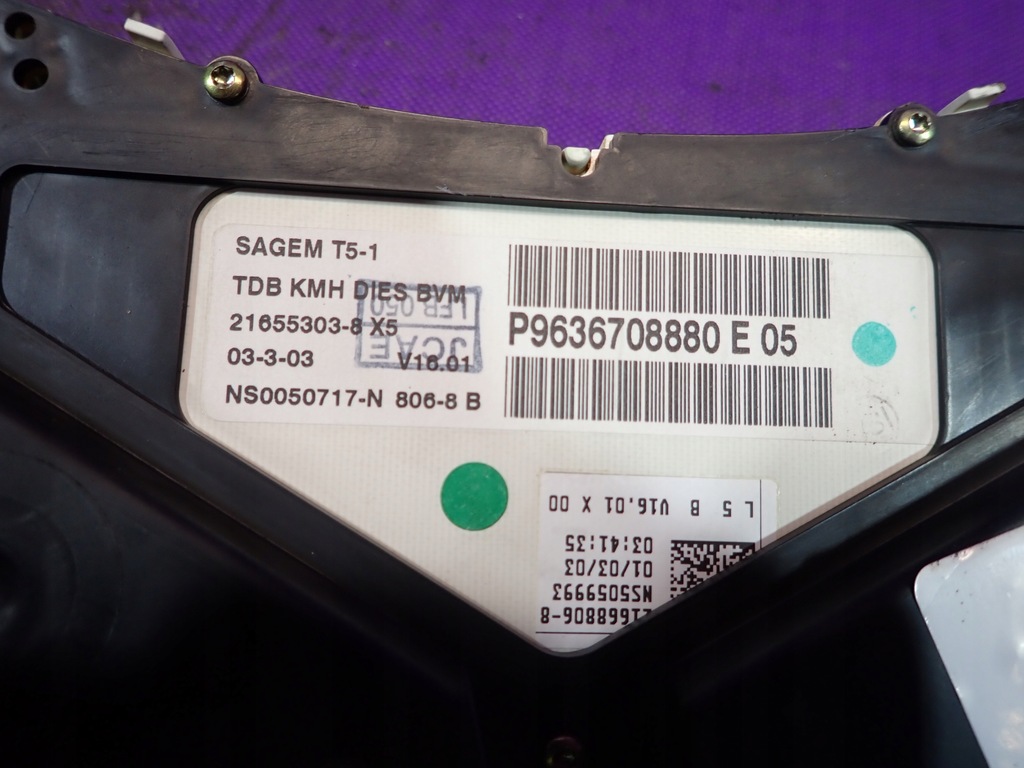 SAGEM T5-1
TDB KMH DIES BVM
21655303-8 X5
03-3-03 V16.01
NS0050717-N 806-8 B
JCAE
LFB 050
P9636708880 E 05
21668806-8
NS5059993
01/03/03
03:41:35
L 5 B V16.01 X 00